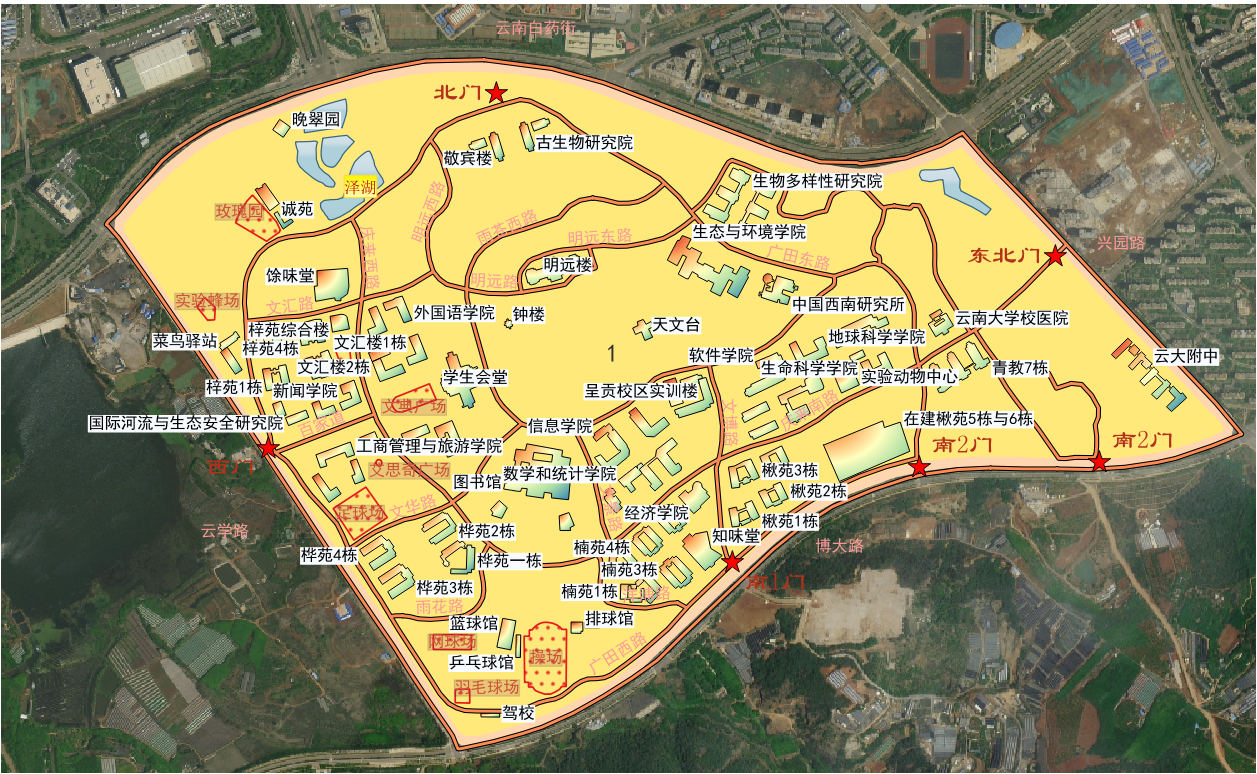 云南白药街
北门
晚翠园
古生物研究院
敬宾楼
泽湖
生物多样性研究院
玫瑰园
诚苑
明远西路
雨苍西路
明远东路
生态与环境学院
兴园路
广田东路
东北门
馀味堂
明远路
明远楼
实验蜂场
文汇路
中国西南研究所
外国语学院
钟楼
云南大学校医院
梓苑综合楼
天文台
菜鸟驿站
梓苑4栋
文汇楼1栋
地球科学学院
1
软件学院
云大附中
文汇楼2栋
生命科学学院
青教7栋
实验动物中心
学生会堂
梓苑1栋
新闻学院
呈贡校区实训楼
文典广场
文博路
国际河流与生态安全研究院
百家道
信息学院
在建楸苑5栋与6栋
工商管理与旅游学院
南2门
南2门
西门
艾思奇广场
图书馆
数学和统计学院
楸苑3栋
楸苑2栋
足球场
文华路
经济学院
楸苑1栋
云学路
桦苑2栋
知味堂
桦苑4栋
楠苑4栋
博大路
桦苑一栋
楠苑3栋
南1门
桦苑3栋
楠苑1栋
雨花路
篮球馆
排球馆
网球场
乒乓球馆
操场
广田西路
羽毛球场
驾校